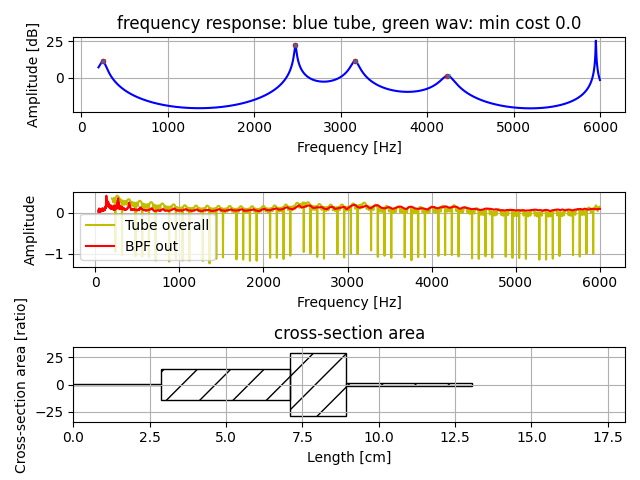 frequency response: blue tube, green wav: min cost 0.0
Amplitude [dB]
25
0
0 1000 2000 3000 4000 5000 6000
Frequency [Hz]
Amplitude
0
−1
Tube overall
BPF out
0 1000 2000 3000 4000 5000 6000
Frequency [Hz]
cross-section area
Cross-section area [ratio]
25
0
−25
0.0 2.5 5.0 7.5 10.0 12.5 15.0 17.5
Length [cm]